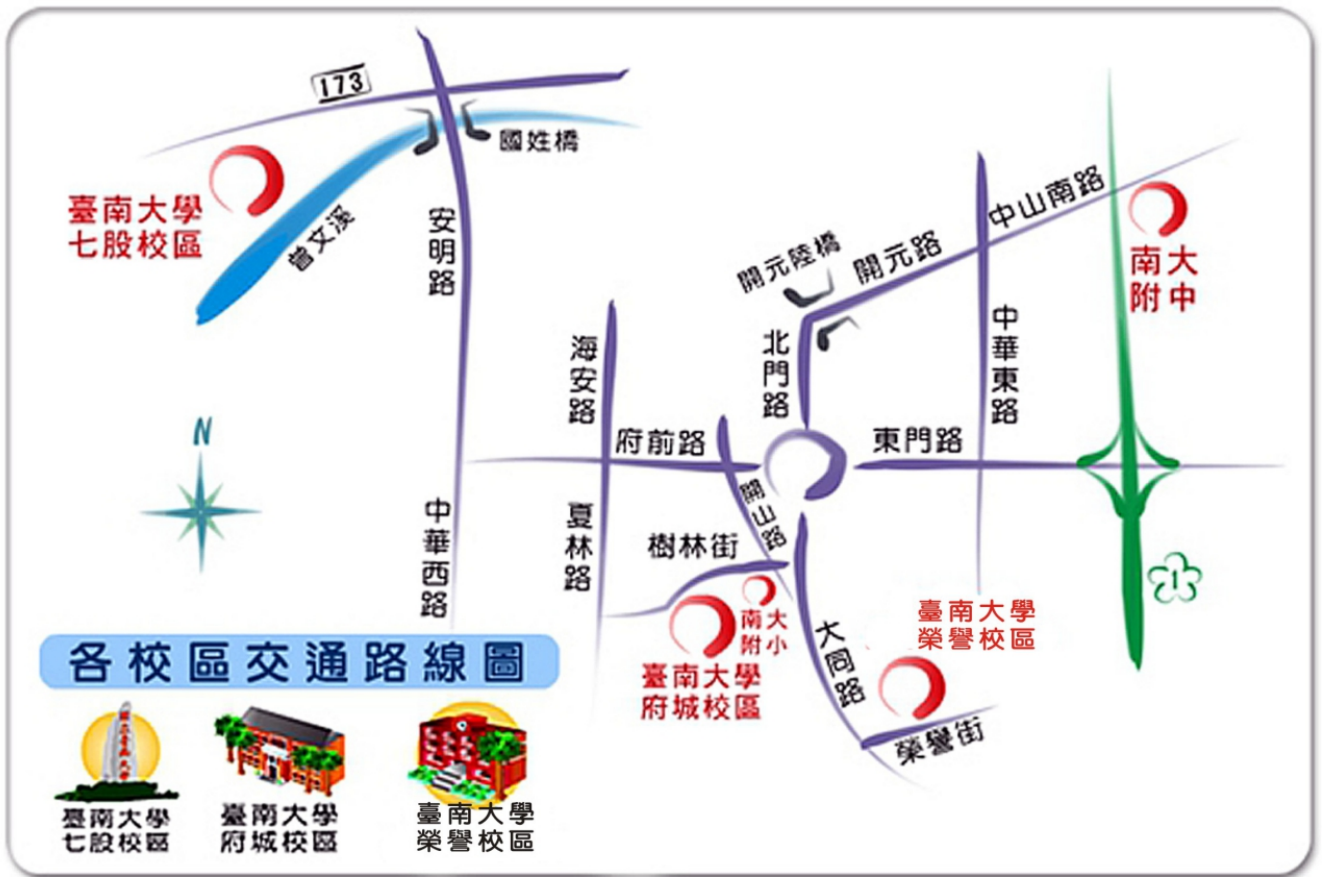 173
國姓橋
臺南大學
七股校區
曾文溪
安明路
中山南路
開元路
開元陸橋
南大
附中
海安路
北門路
中華東路
府前路
東門路
N
開山路
中華西路
夏林路
樹林街
1
南大
附小
臺南大學
府城校區
大同路
臺南大學
榮譽校區
榮譽街
各校區交通路線圖
國立臺南大學
臺南大學
七股校區
臺南大學
府城校區
臺南大學
榮譽校區